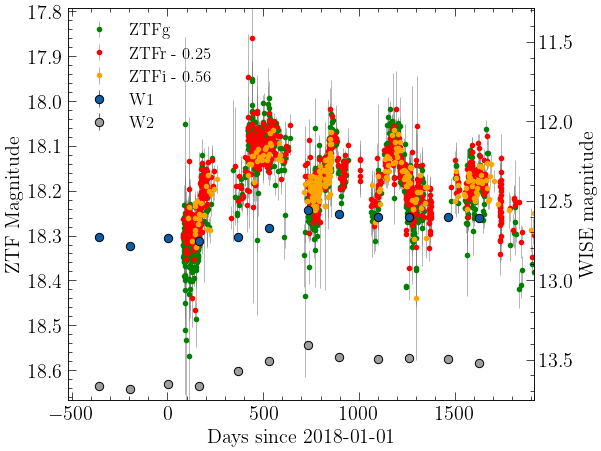 ZTFg
ZTFr - 0.25
ZTFi - 0.56
W1
W2
17.8
17.9
18.0
18.1
18.2
18.3
18.4
18.5
18.6
ZTF Magnitude
11.5
12.0
12.5
13.0
13.5
WISE magnitude
−500 0 500 1000 1500
Days since 2018-01-01